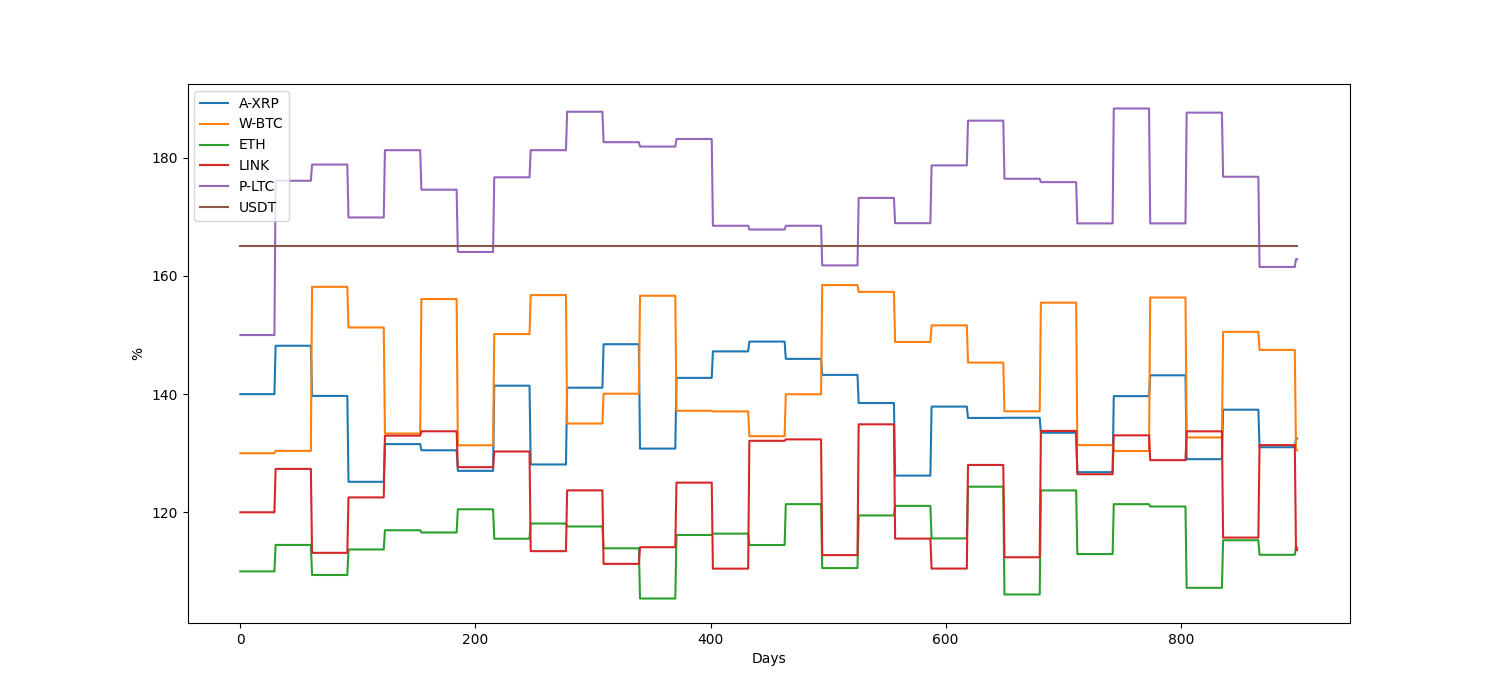 A-XRP
W-BTC
ETH
LINK
P-LTC
USDT
180
160
140
120
%
0 200 400 600 800
Days